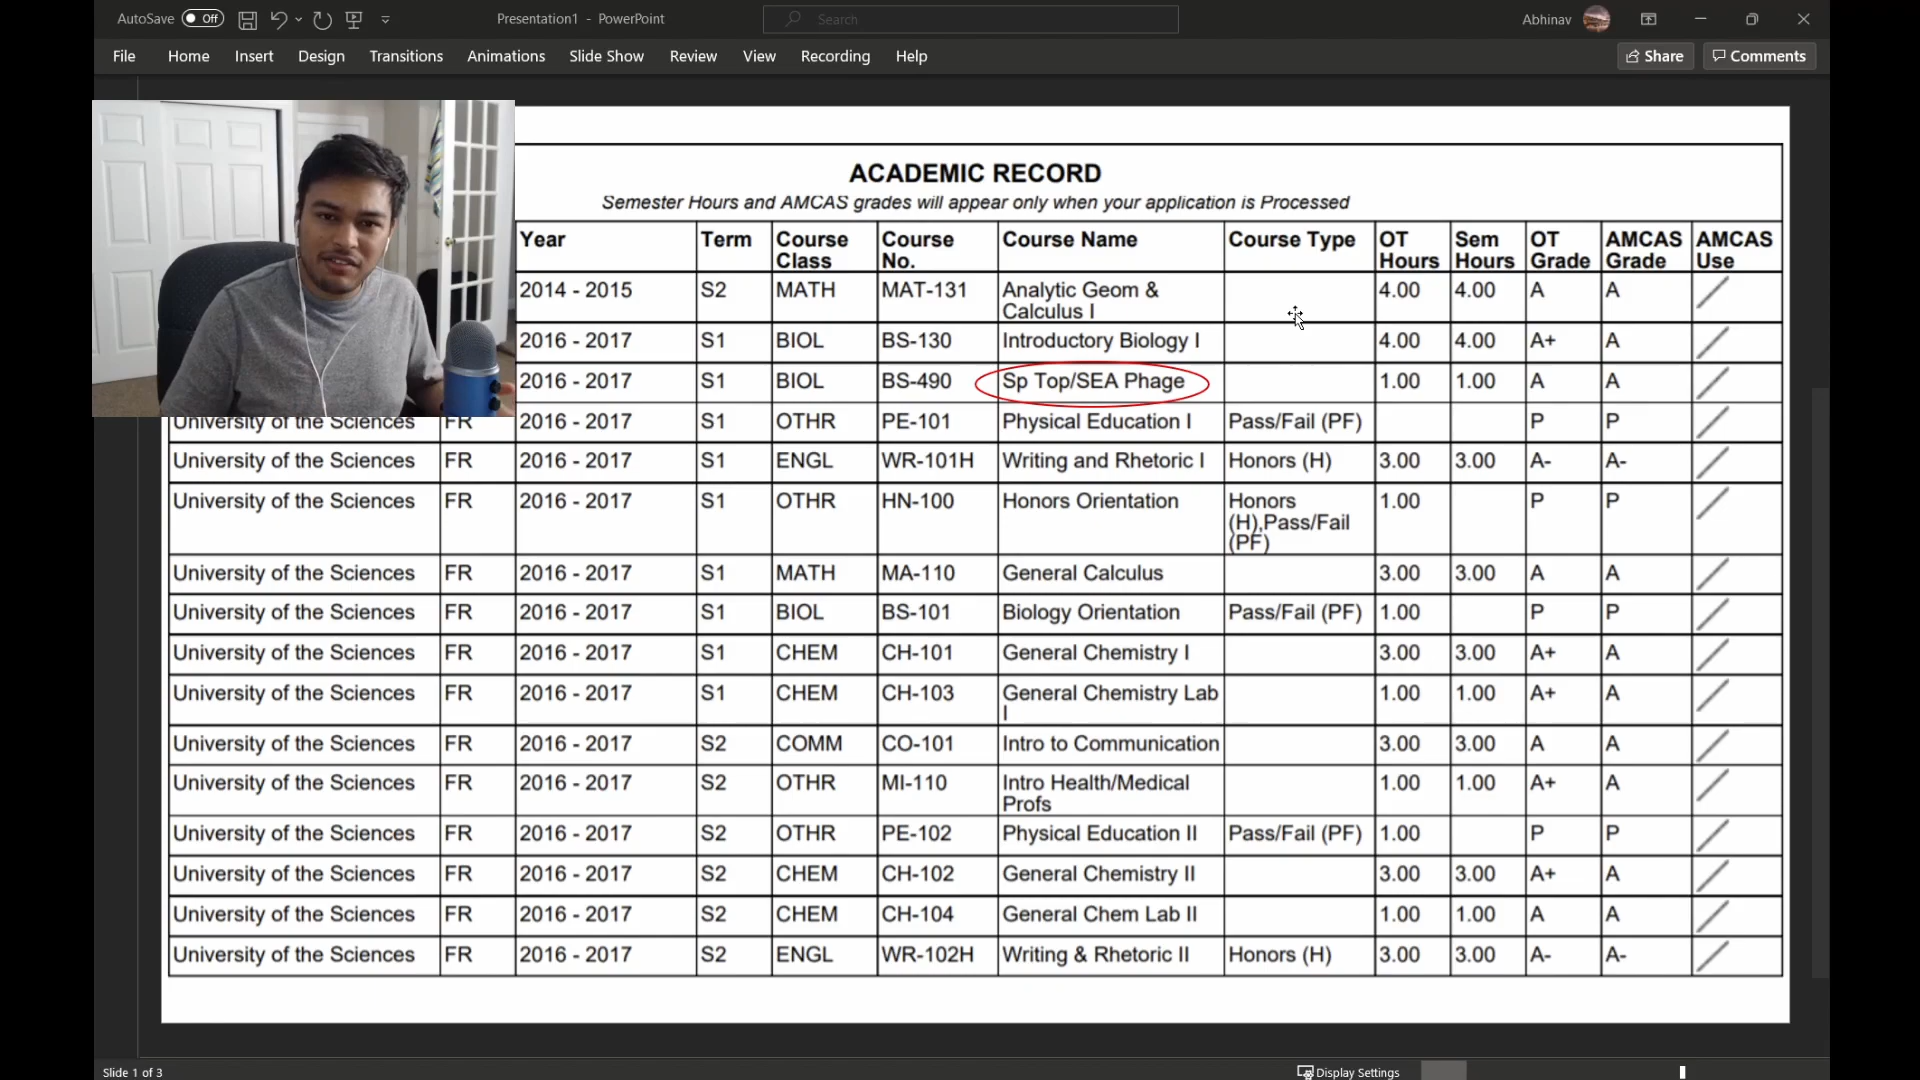 AutoSave Off Presentation1 - PowerPoint Search Abhinav
File Home Insert Design Transitions Animations Slide Show Review View Recording Help Share Comments
ACADEMIC RECORD
Semester Hours and AMCAS grades will appear only when your application is Processed
Year Term Course Class Course No. Course Name Course Type OT Hours Sem Hours OT Grade AMCAS Grade AMCAS Use
2014 - 2015 S2 MATH MAT-131 Analytic Geom & Calculus I 4.00 4.00 A A
2016 - 2017 S1 BIOL BS-130 Introductory Biology I 4.00 4.00 A+ A
2016 - 2017 S1 BIOL BS-490 Sp Top/SEA Phage 1.00 1.00 A A
University of the Sciences FR 2016 - 2017 S1 OTHR PE-101 Physical Education I Pass/Fail (PF) P P
University of the Sciences FR 2016 - 2017 S1 ENGL WR-101H Writing and Rhetoric I Honors (H) 3.00 3.00 A- A-
University of the Sciences FR 2016 - 2017 S1 OTHR HN-100 Honors Orientation Honors (H),Pass/Fail (PF) 1.00 P P
University of the Sciences FR 2016 - 2017 S1 MATH MA-110 General Calculus 3.00 3.00 A A
University of the Sciences FR 2016 - 2017 S1 BIOL BS-101 Biology Orientation Pass/Fail (PF) 1.00 P P
University of the Sciences FR 2016 - 2017 S1 CHEM CH-101 General Chemistry I 3.00 3.00 A+ A
University of the Sciences FR 2016 - 2017 S1 CHEM CH-103 General Chemistry Lab I 1.00 1.00 A+ A
University of the Sciences FR 2016 - 2017 S2 COMM CO-101 Intro to Communication 3.00 3.00 A A
University of the Sciences FR 2016 - 2017 S2 OTHR MI-110 Intro Health/Medical Profs 1.00 1.00 A+ A
University of the Sciences FR 2016 - 2017 S2 OTHR PE-102 Physical Education II Pass/Fail (PF) 1.00 P P
University of the Sciences FR 2016 - 2017 S2 CHEM CH-102 General Chemistry II 3.00 3.00 A+ A
University of the Sciences FR 2016 - 2017 S2 CHEM CH-104 General Chem Lab II 1.00 1.00 A A
University of the Sciences FR 2016 - 2017 S2 ENGL WR-102H Writing & Rhetoric II Honors (H) 3.00 3.00 A- A-
Slide 1 of 3 Display Settings